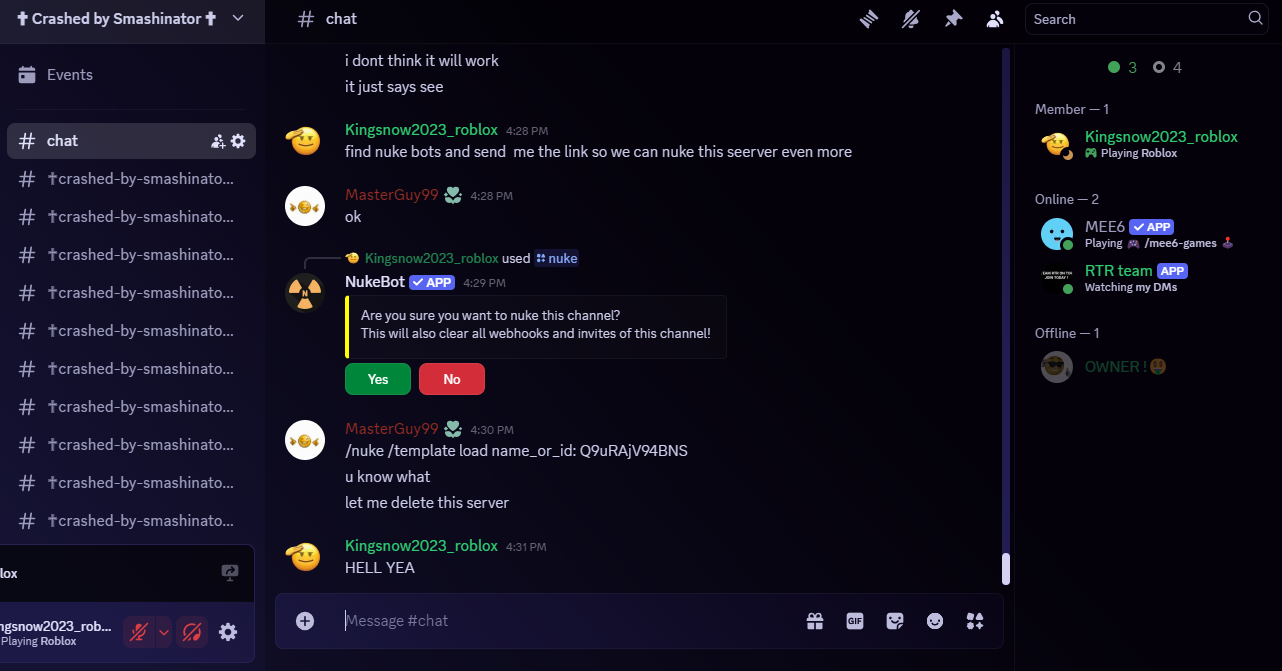 ✝ Crashed by Smashinator ✝
Events
chat
✝crashed-by-smashinato...
✝crashed-by-smashinato...
✝crashed-by-smashinato...
✝crashed-by-smashinato...
✝crashed-by-smashinato...
✝crashed-by-smashinato...
✝crashed-by-smashinato...
✝crashed-by-smashinato...
✝crashed-by-smashinato...
✝crashed-by-smashinato...
lox
ngsnow2023_rob...
Playing Roblox
# chat
Search
i dont think it will work
it just says see
Kingsnow2023_roblox 4:28 PM
find nuke bots and send  me the link so we can nuke this seerver even more
MasterGuy99 4:28 PM
ok
Kingsnow2023_roblox used nuke
NukeBot ✓ APP 4:29 PM
Are you sure you want to nuke this channel?
This will also clear all webhooks and invites of this channel!
Yes No
MasterGuy99 4:30 PM
/nuke /template load name_or_id: Q9uRAjV94BNS
u know what
let me delete this server
Kingsnow2023_roblox 4:31 PM
HELL YEA
Message #chat
GIF
3 4
Member — 1
Kingsnow2023_roblox
Playing Roblox
Online — 2
MEE6 ✓ APP
Playing 🎮 /mee6-games 🕹️
RTR team APP
Watching my DMs
Offline — 1
OWNER ! 🤑